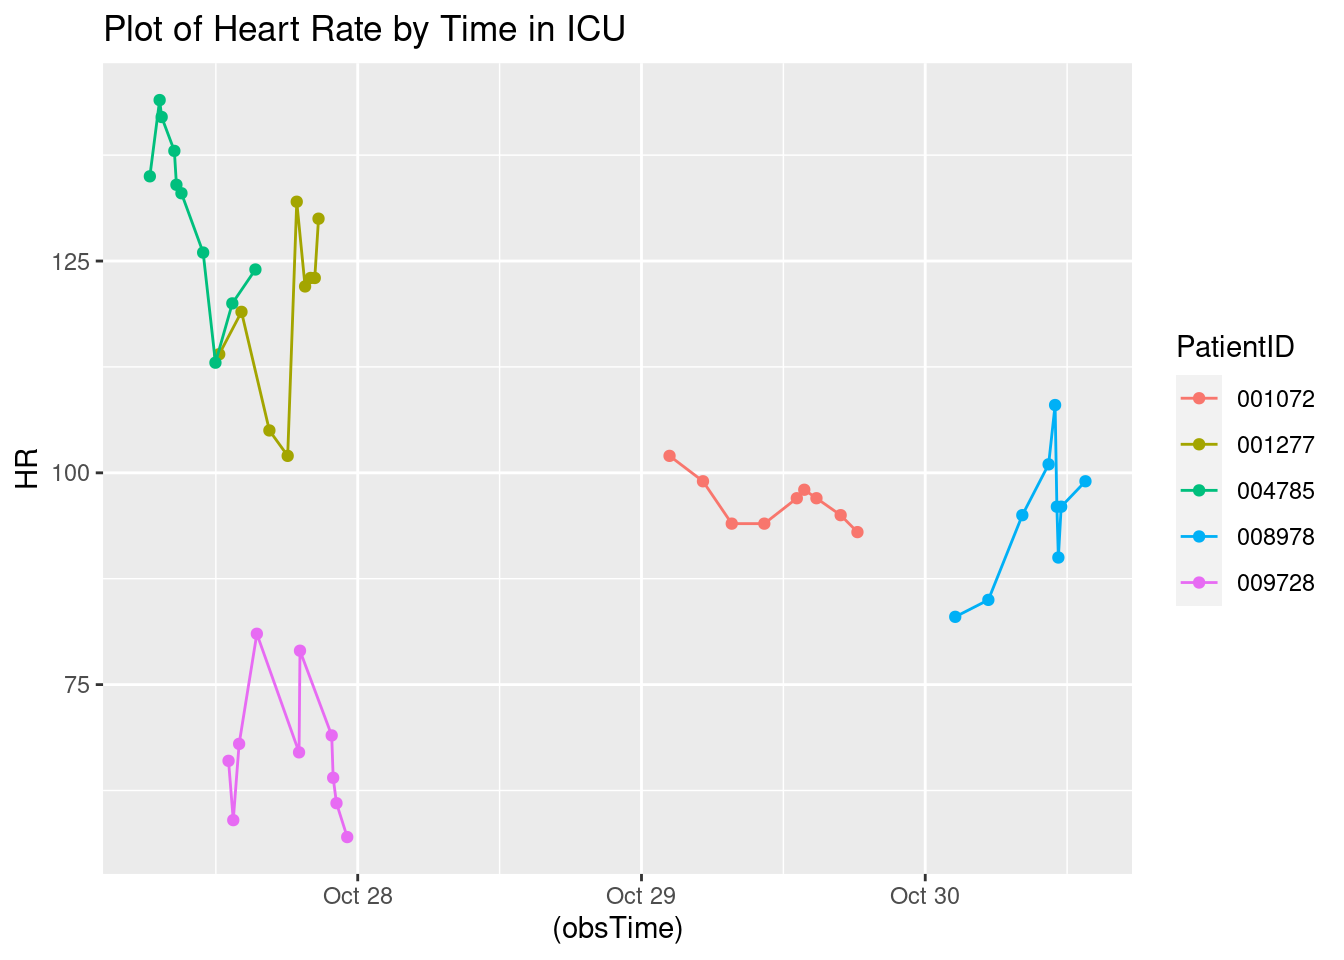 Plot of Heart Rate by Time in ICU
125
100
75
HR
Oct 28
Oct 29
Oct 30
(obsTime)
PatientID
001072
001277
004785
008978
009728